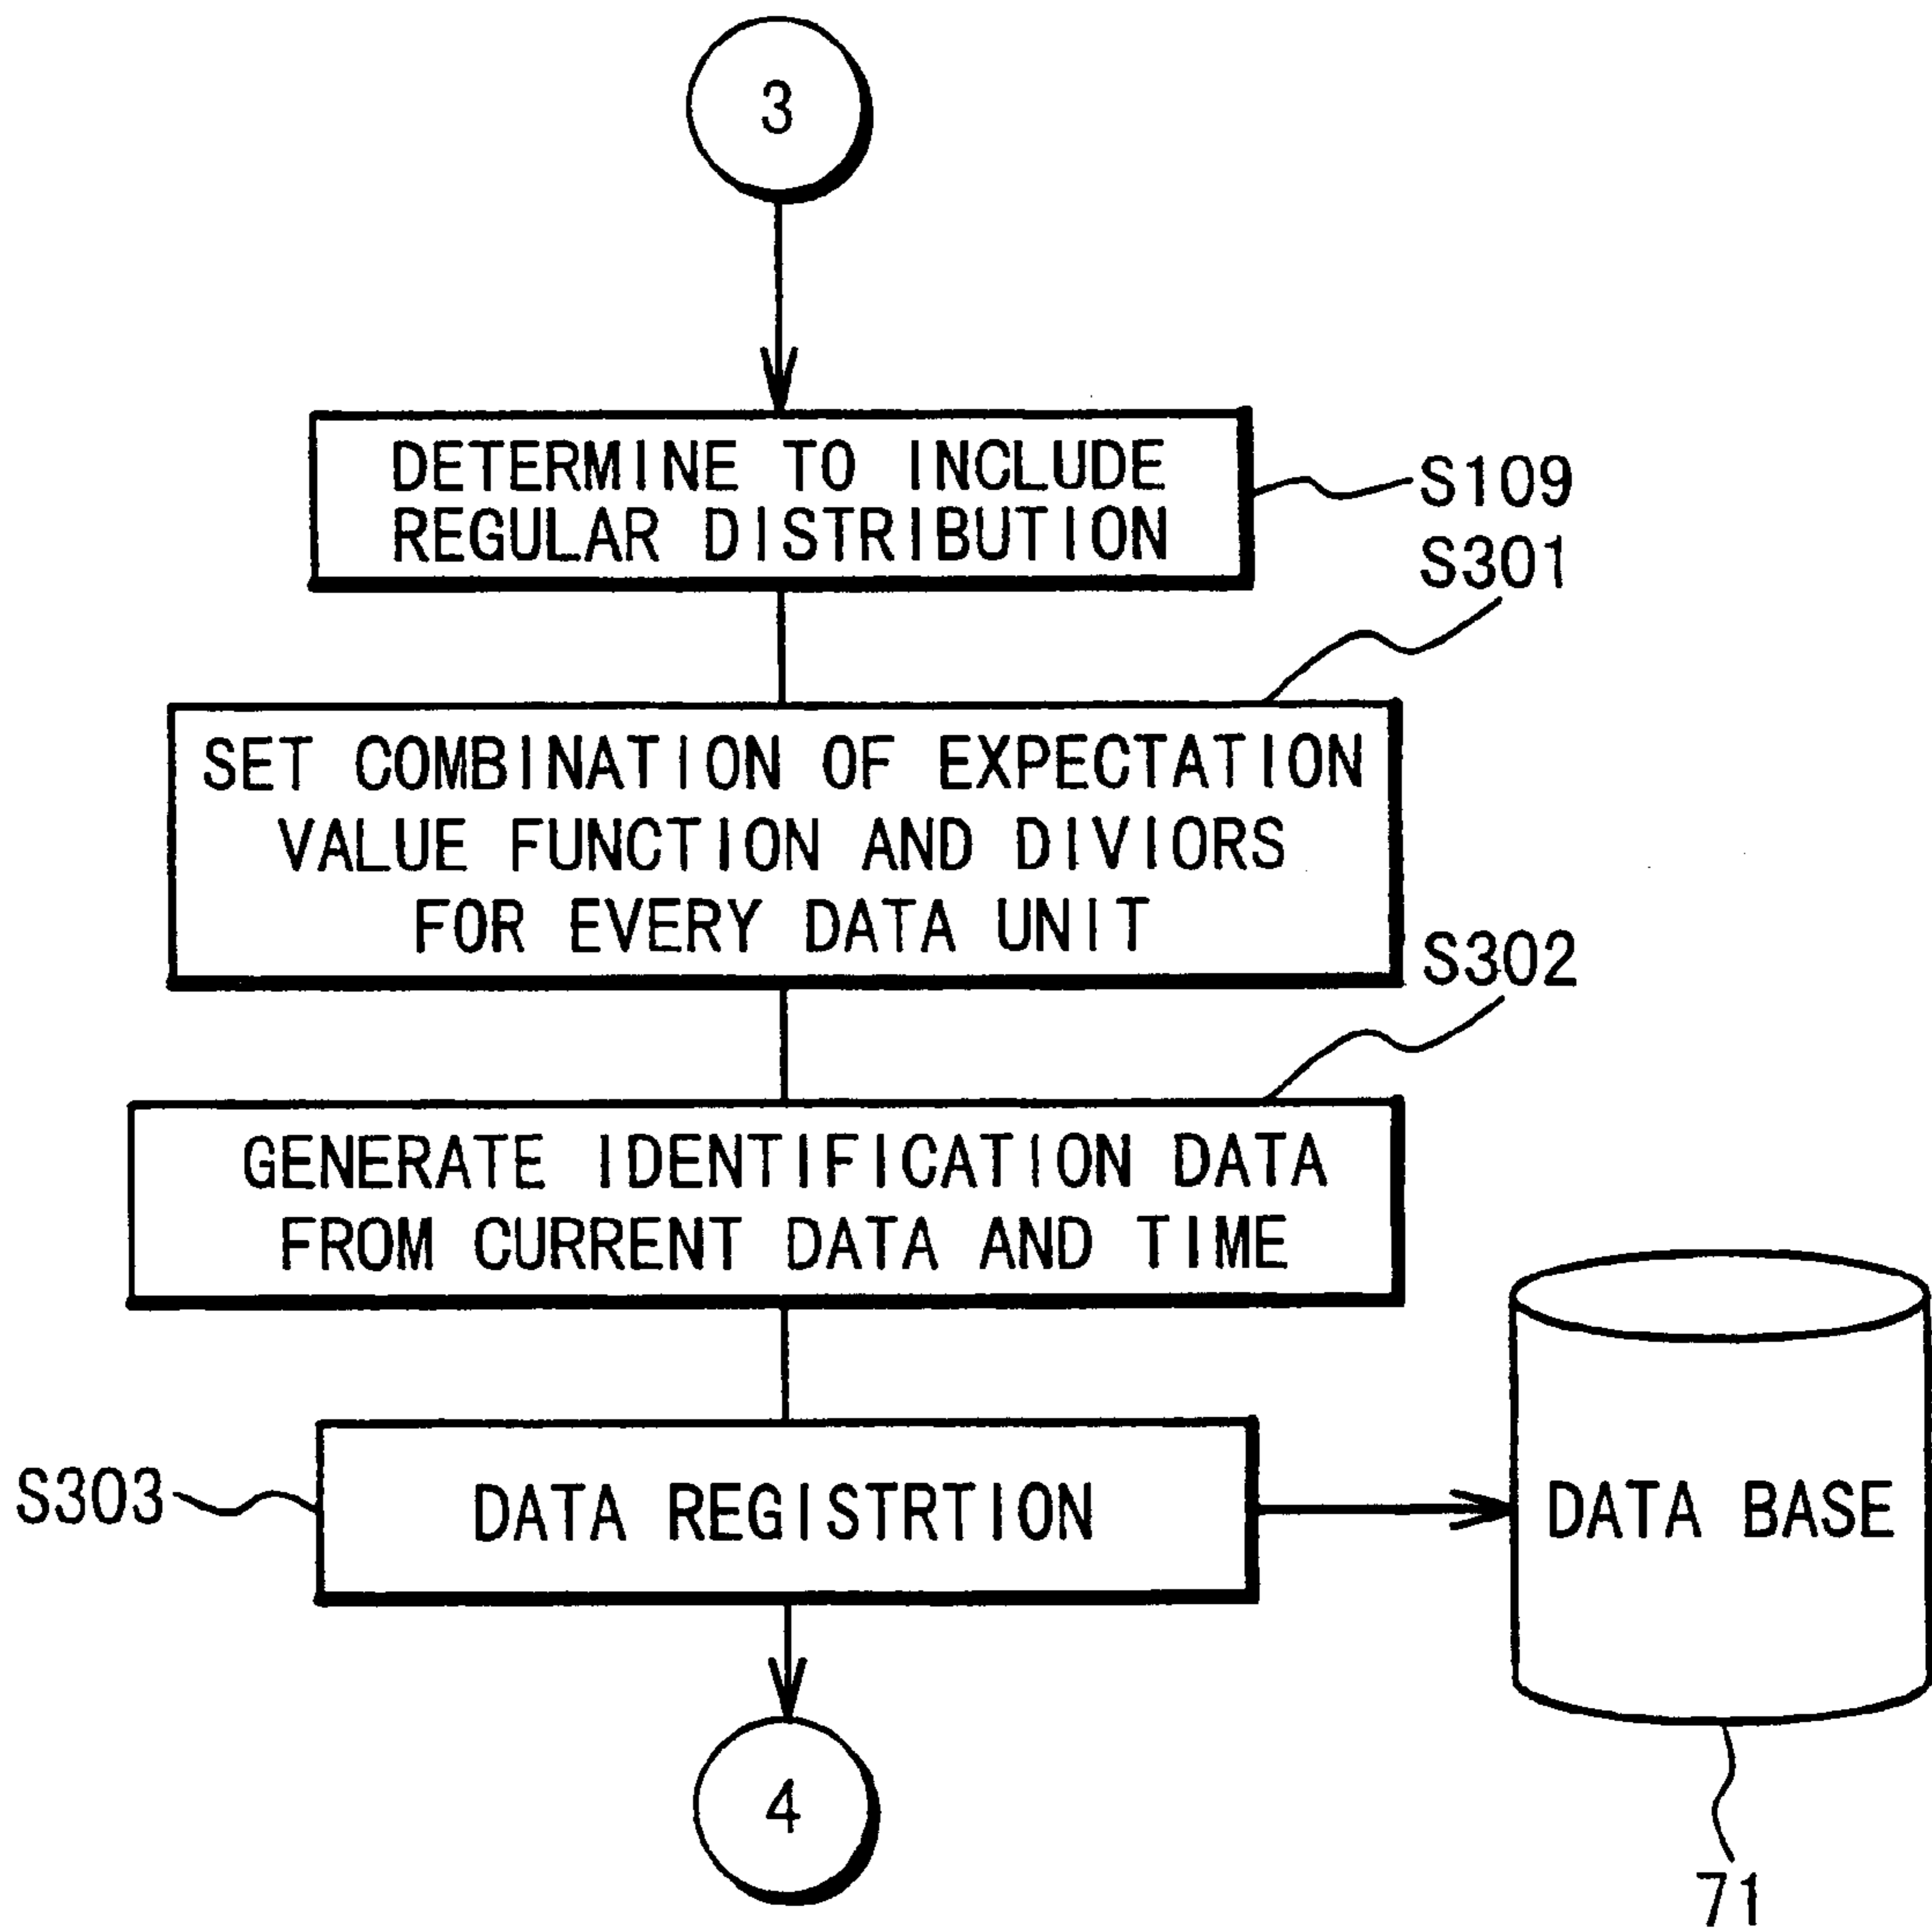 3
DETERMINE TO INCLUDE
REGULAR DISTRIBUTION
S109
S301
SET COMBINATION OF EXPECTATION
VALUE FUNCTION AND DIVIORS
FOR EVERY DATA UNIT
S302
GENERATE IDENTIFICATION DATA
FROM CURRENT DATA AND TIME
S303
DATA REGISTRTION
DATA BASE
4
71